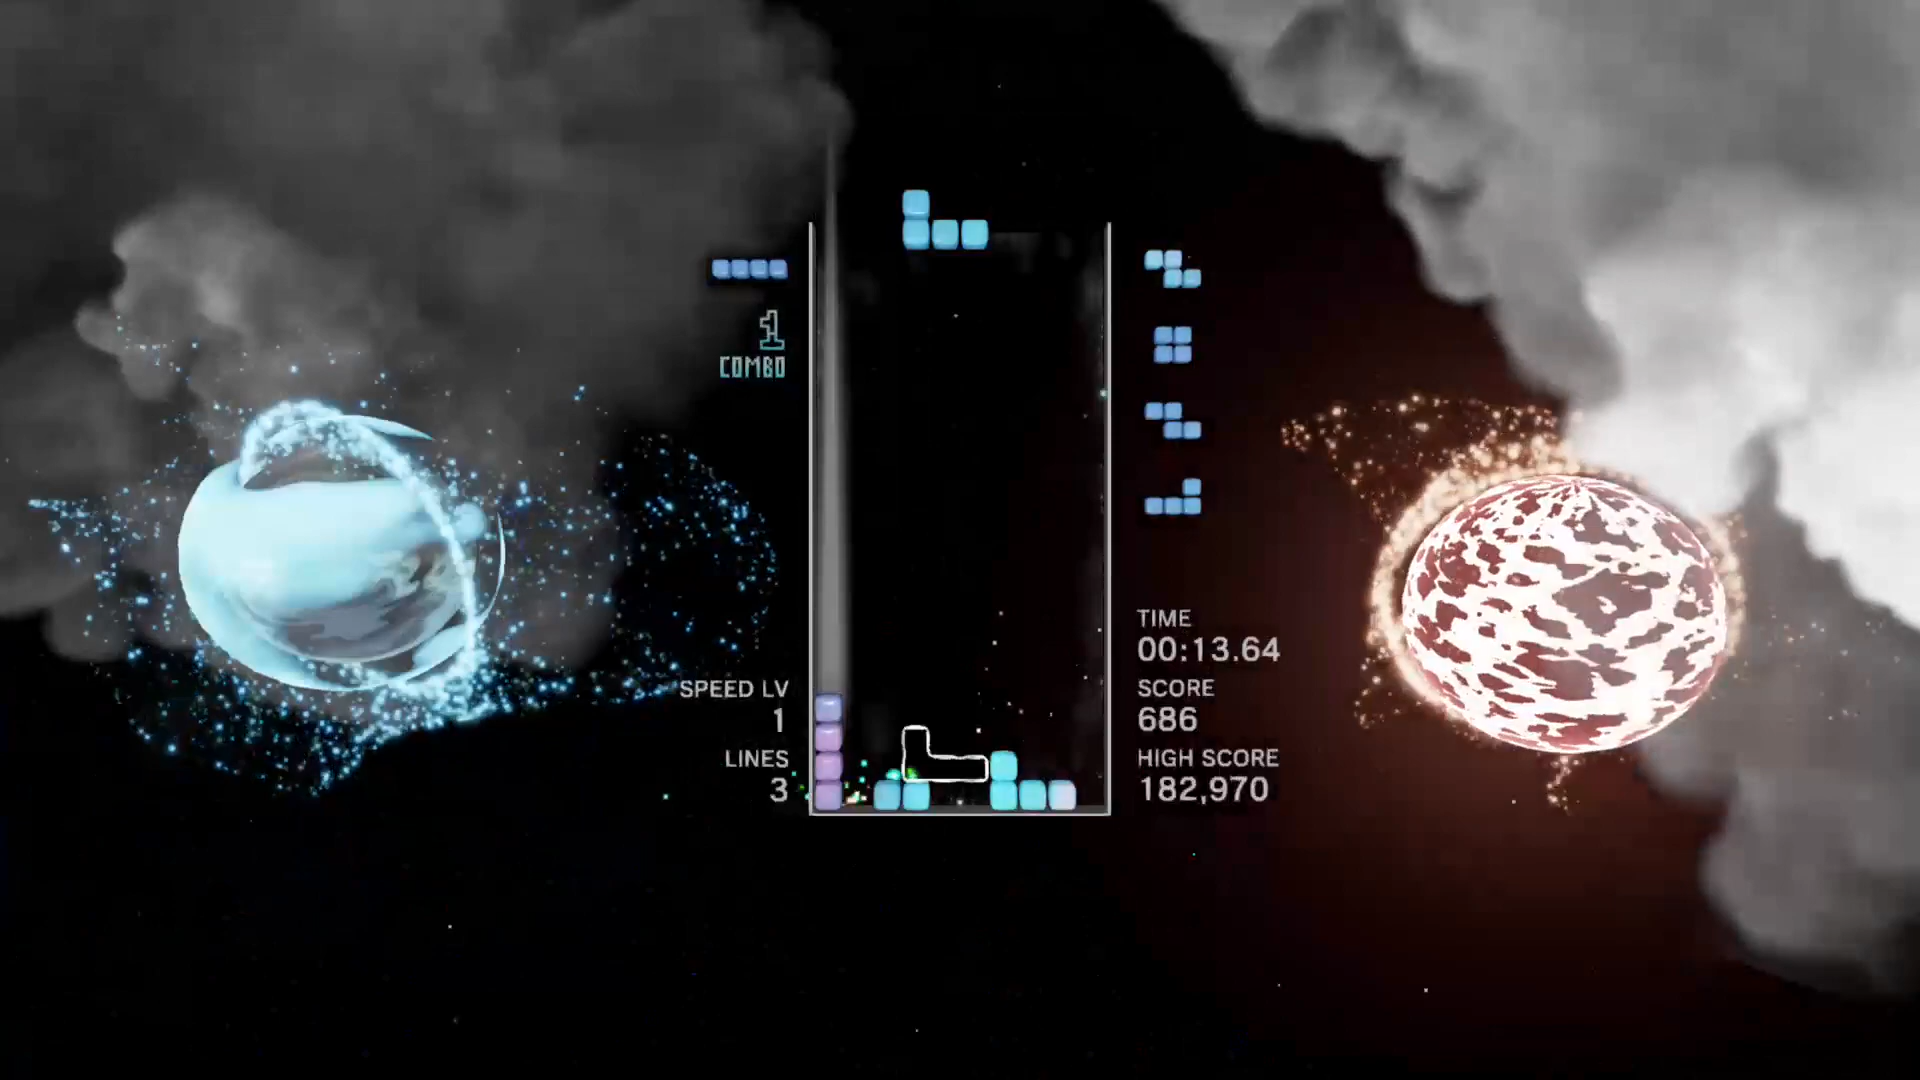 1
COMBO
SPEED LV
1
LINES
3
TIME
00:13.64
SCORE
686
HIGH SCORE
182,970